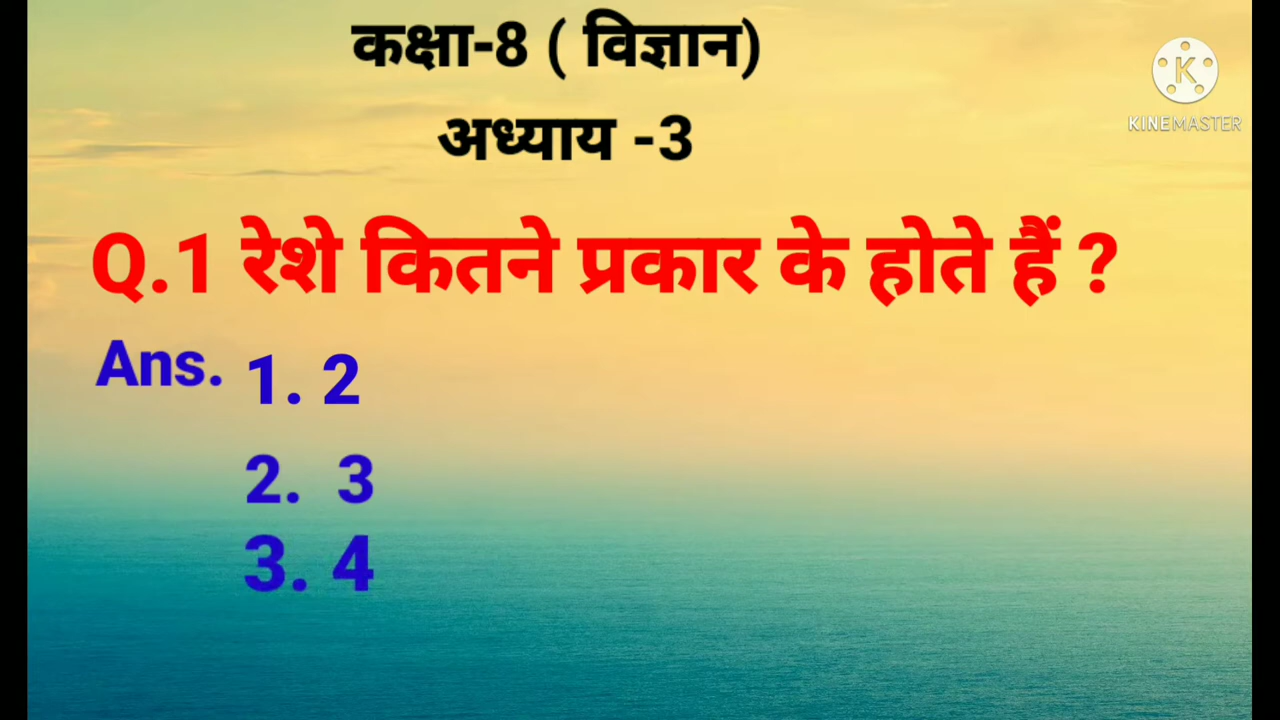 कक्षा-8 ( विज्ञान)
अध्याय -3
K
KINEMASTER
Q.1 रेशे कितने प्रकार के होते हैं ?
Ans. 1. 2
2. 3
3. 4